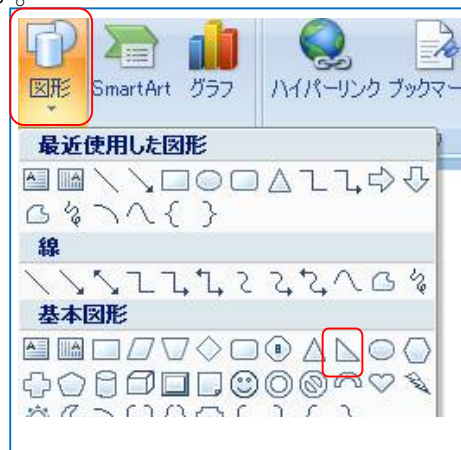 図形
SmartArt
グラフ
ハイパーリンク
ブックマー
最近使用した図形
線
基本図形